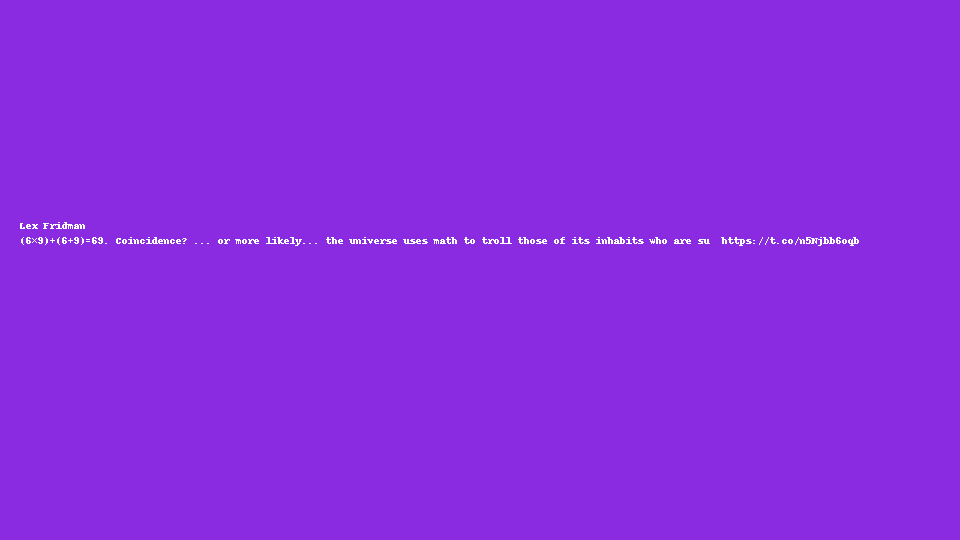 Lex Fridman
(6×9)+(6+9)=69. Coincidence? ... or more likely... the universe uses math to troll those of its inhabits who are su  https://t.co/n5Njbb6oqb